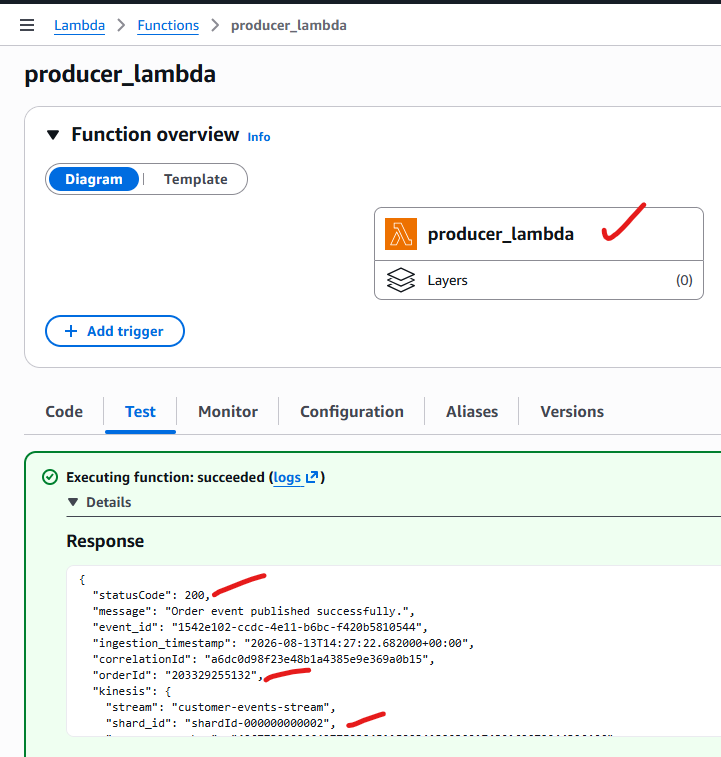 Lambda > Functions > producer_lambda
producer_lambda
Function overview Info
Diagram Template
producer_lambda
Layers (0)
+ Add trigger
Code Test Monitor Configuration Aliases Versions
Executing function: succeeded (logs)
Details
Response
{
"statusCode": 200,
"message": "Order event published successfully.",
"event_id": "1542e102-ccdc-4e11-b6bc-f420b5810544",
"ingestion_timestamp": "2026-08-13T14:27:22.682000+00:00",
"correlationId": "a6dc0d98f23e48b1a4385e9e369a0b15",
"orderId": "203329255132",
"kinesis": {
"stream": "customer-events-stream",
"shard_id": "shardId-000000000002",